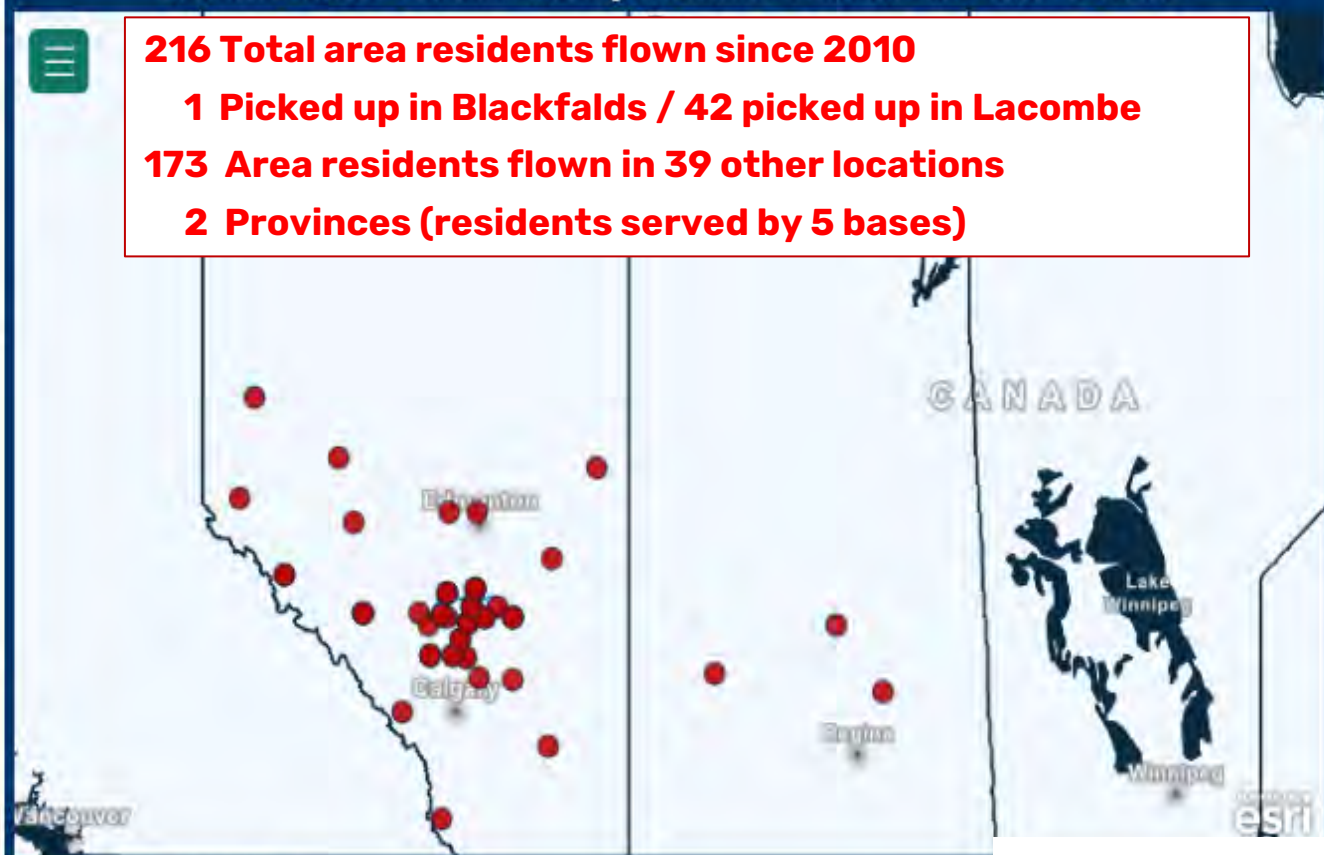 216 Total area residents flown since 2010
1 Picked up in Blackfalds / 42 picked up in Lacombe
173 Area residents flown in 39 other locations
2 Provinces (residents served by 5 bases)
CANADA
Edmonton
Lake
Winnipeg
Calgary
Regina
Winnipeg
Vancouver
esri